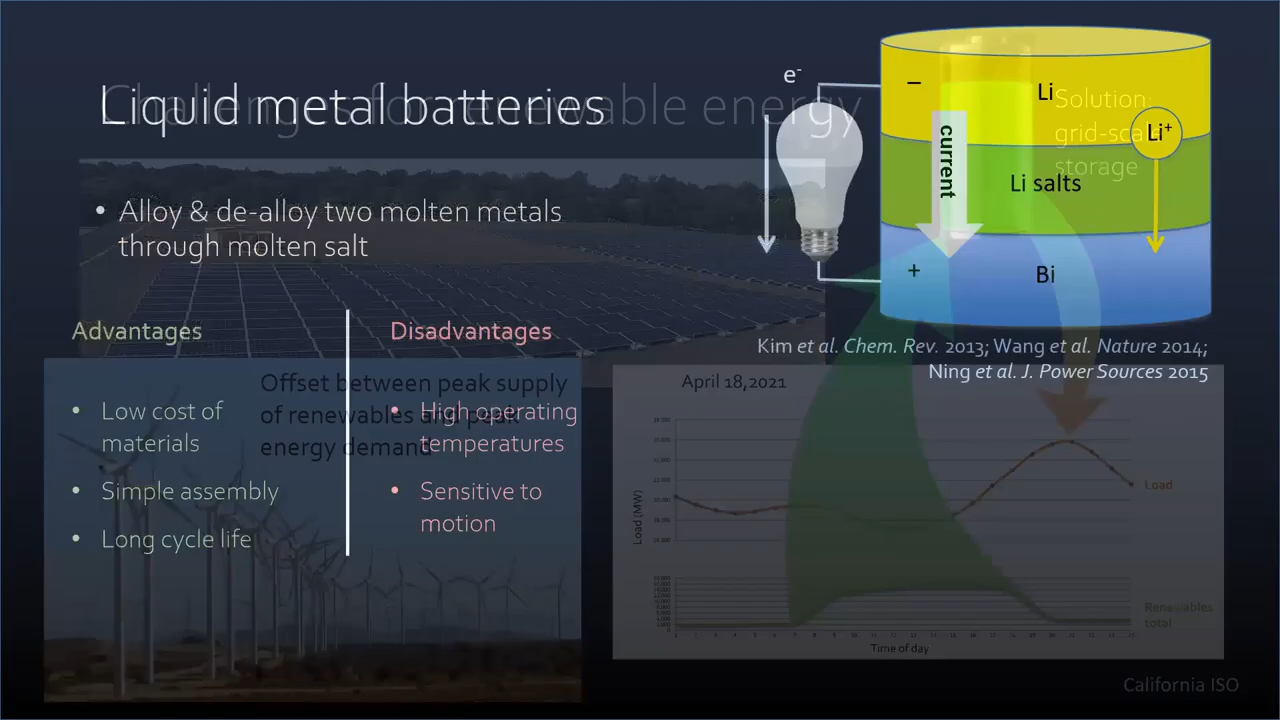 Liquid metal batteries
Challenges for renewable energy
• Alloy & de-alloy two molten metals
through molten salt
Advantages
• Low cost of
materials
• Simple assembly
• Long cycle life
Disadvantages
• High operating
temperatures
• Sensitive to
motion
Offset between peak supply
of renewables and peak
energy demand
e-
−
Li
Solution:
grid-scale
storage
Li+
current
Li salts
+
Bi
Kim et al. Chem. Rev. 2013; Wang et al. Nature 2014;
Ning et al. J. Power Sources 2015
April 18,2021
Load (MW)
Load
Renewables
total
Time of day
California ISO